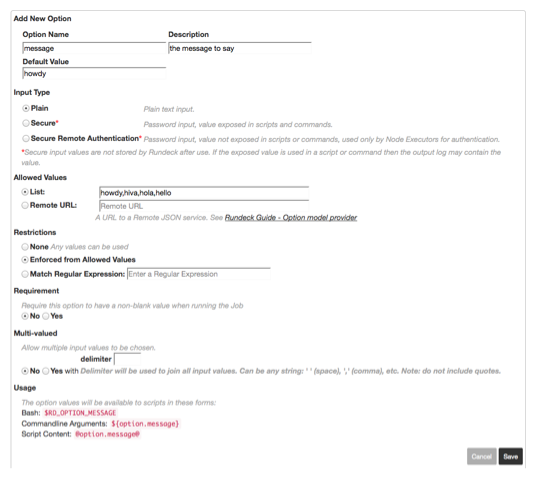 Add New Option
Option Name Description
message the message to say
Default Value
howdy
Input Type
Plain Plain text input.
Secure* Password input, value exposed in scripts and commands.
Secure Remote Authentication* Password input, value not exposed in scripts or commands, used only by Node Executors for authentication.
*Secure input values are not stored by Rundeck after use. If the exposed value is used in a script or command then the output log may contain the
value.
Allowed Values
List: howdy,hiya,hola,hello
Remote URL: Remote URL
A URL to a Remote JSON service. See Rundeck Guide - Option model provider
Restrictions
None Any values can be used
Enforced from Allowed Values
Match Regular Expression: Enter a Regular Expression
Requirement
Require this option to have a non-blank value when running the Job
No Yes
Multi-valued
Allow multiple input values to be chosen.
delimiter
No Yes with Delimiter will be used to join all input values. Can be any string: ' ' (space), ',' (comma), etc. Note: do not include quotes.
Usage
The option values will be available to scripts in these forms:
Bash: $RD_OPTION_MESSAGE
Commandline Arguments: ${option.message}
Script Content: @option.message@
Cancel Save